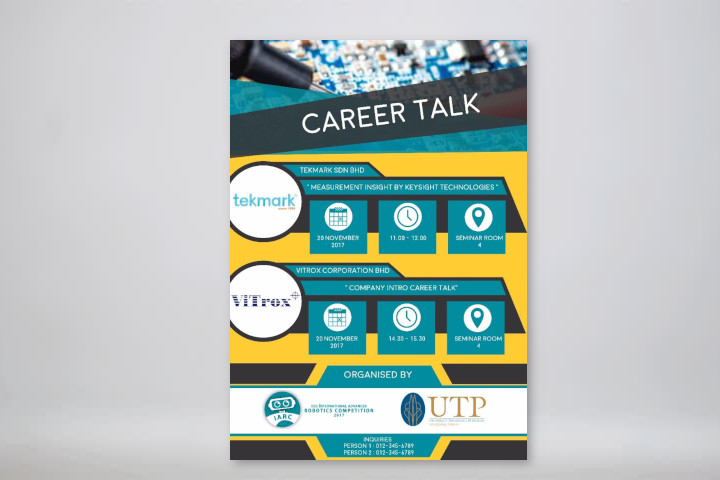 CAREER TALK
TEKMARK SDN BHD
" MEASUREMENT INSIGHT BY KEYSIGHT TECHNOLOGIES "
tekmark
20 NOVEMBER
2017
11.00 - 12.00
SEMINAR ROOM
4
VITROX CORPORATION BHD
" COMPANY INTRO CAREER TALK"
ViTrox
20 NOVEMBER
2017
14.30 - 15.30
SEMINAR ROOM
4
ORGANISED BY
IARC
INTERNATIONAL ADVANCED
ROBOTICS COMPETITION
2017
UTP
INQUIRIES
PERSON 1 : 012-345-6789
PERSON 2 : 012-345-6789